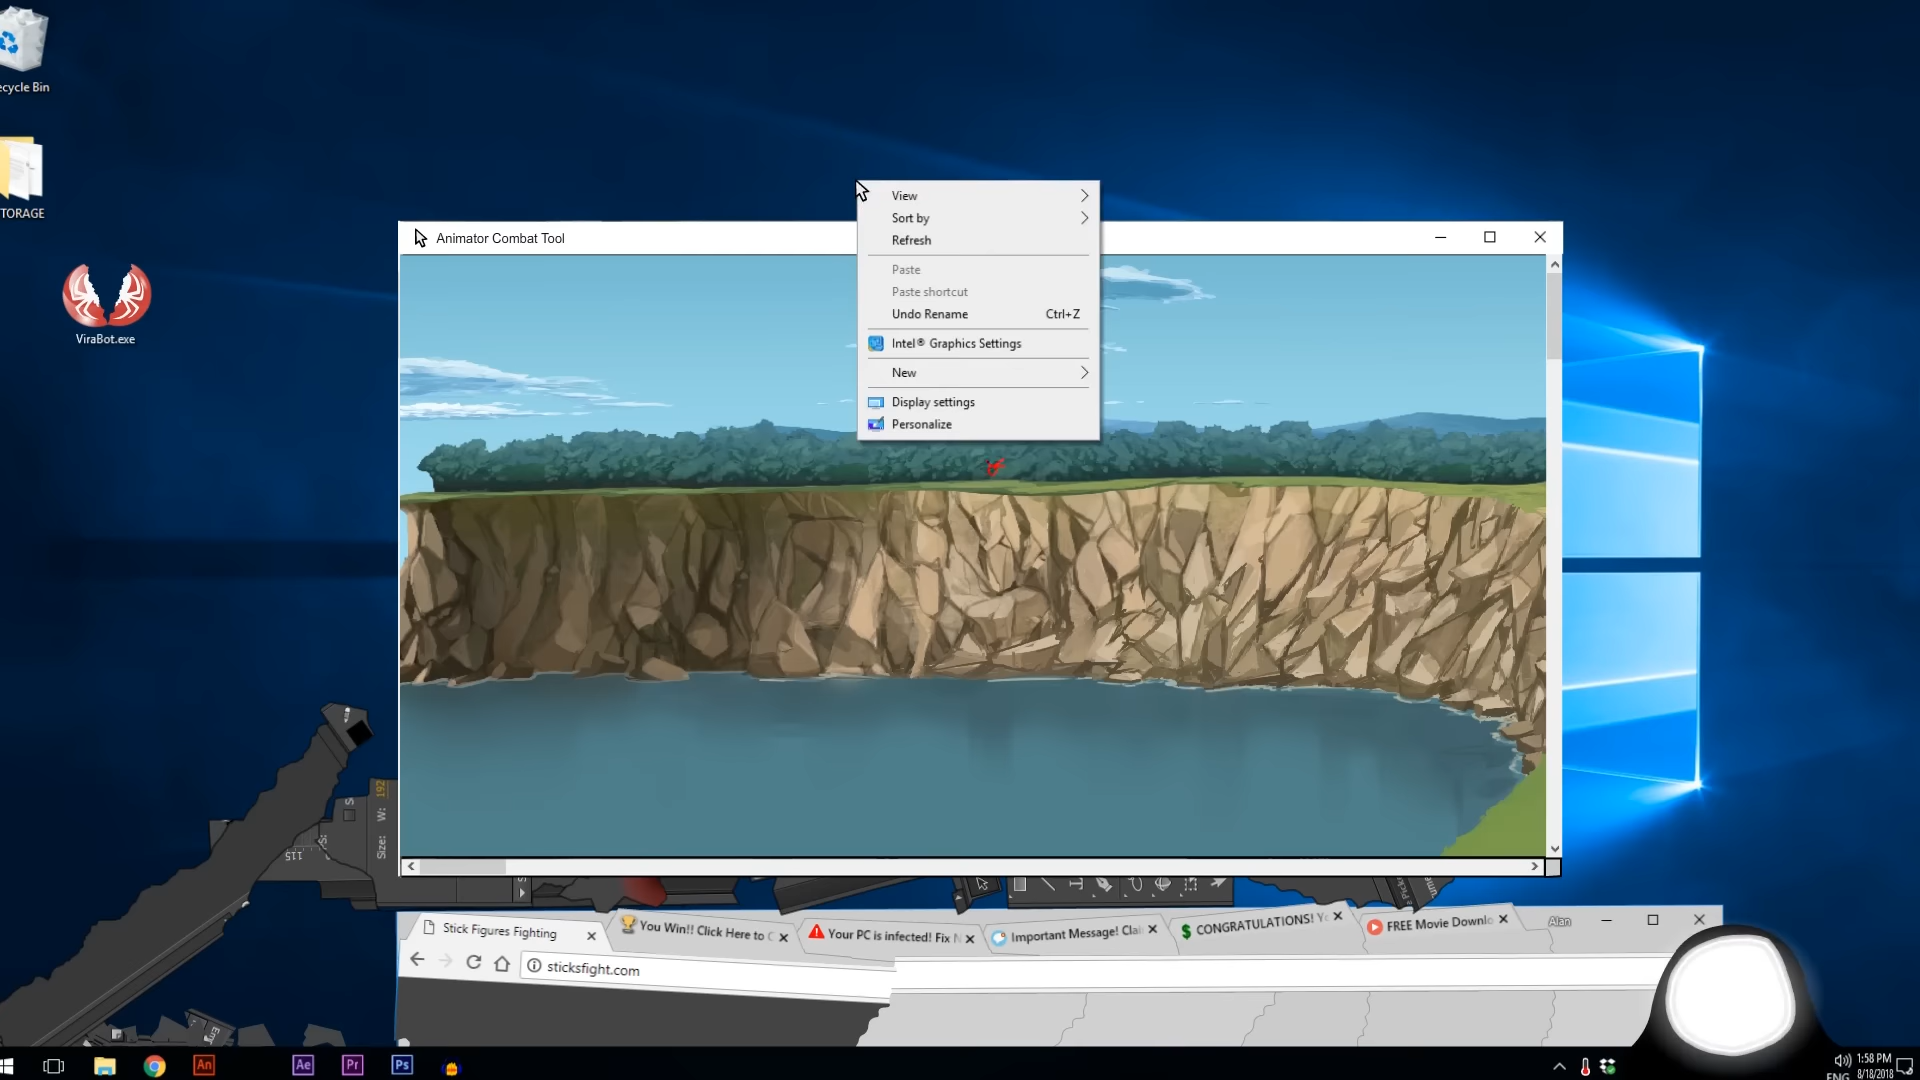 ecycle Bin
TORAGE
ViraBot.exe
Animator Combat Tool
View
Sort by
Refresh
Paste
Paste shortcut
Undo Rename Ctrl+Z
Intel® Graphics Settings
New
Display settings
Personalize
Size: W: 192
115
Stick Figures Fighting
You Win!! Click Here to C
Your PC is infected! Fix N
Important Message! Clai
CONGRATULATIONS! Y
FREE Movie Downlo
Alan
sticksfight.com
An
Ae
Pr
Ps
1:58 PM
ENG
8/18/2018